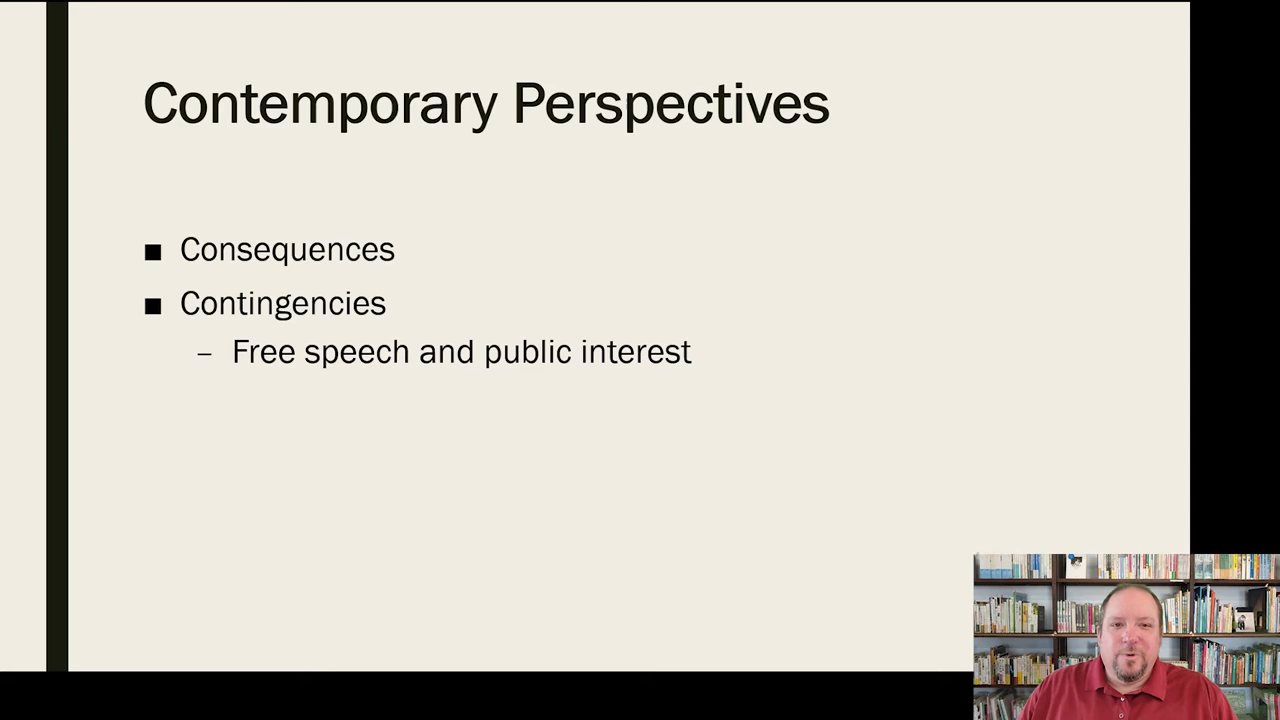 Contemporary Perspectives
■ Consequences
■ Contingencies
– Free speech and public interest